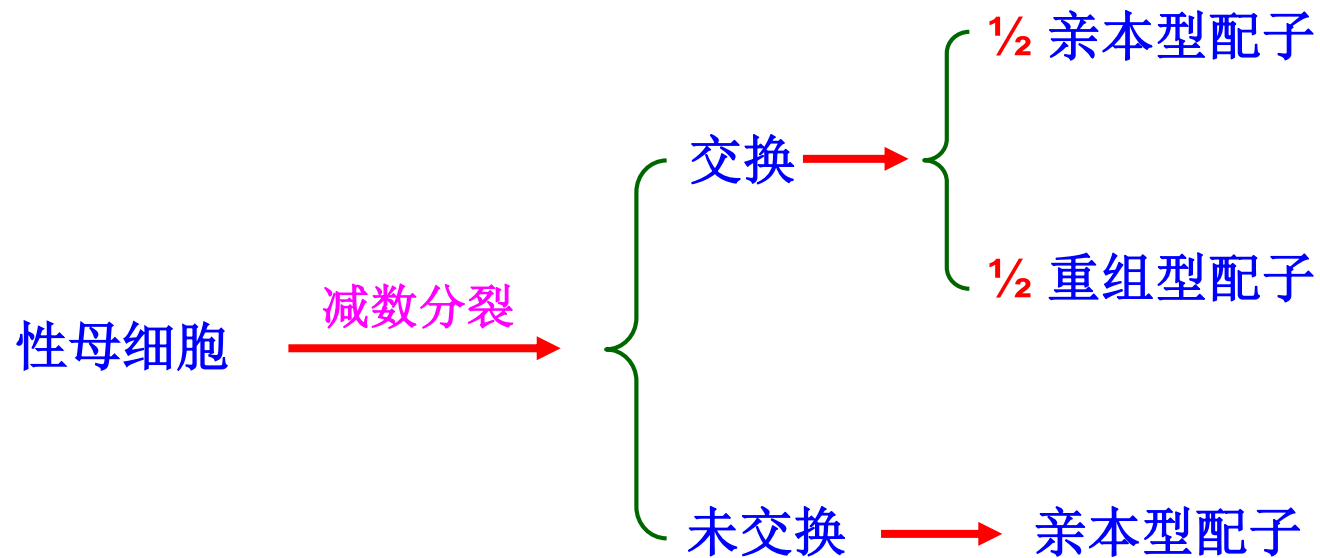 ½ 亲本型配子
交换
½ 重组型配子
减数分裂
性母细胞
未交换
亲本型配子